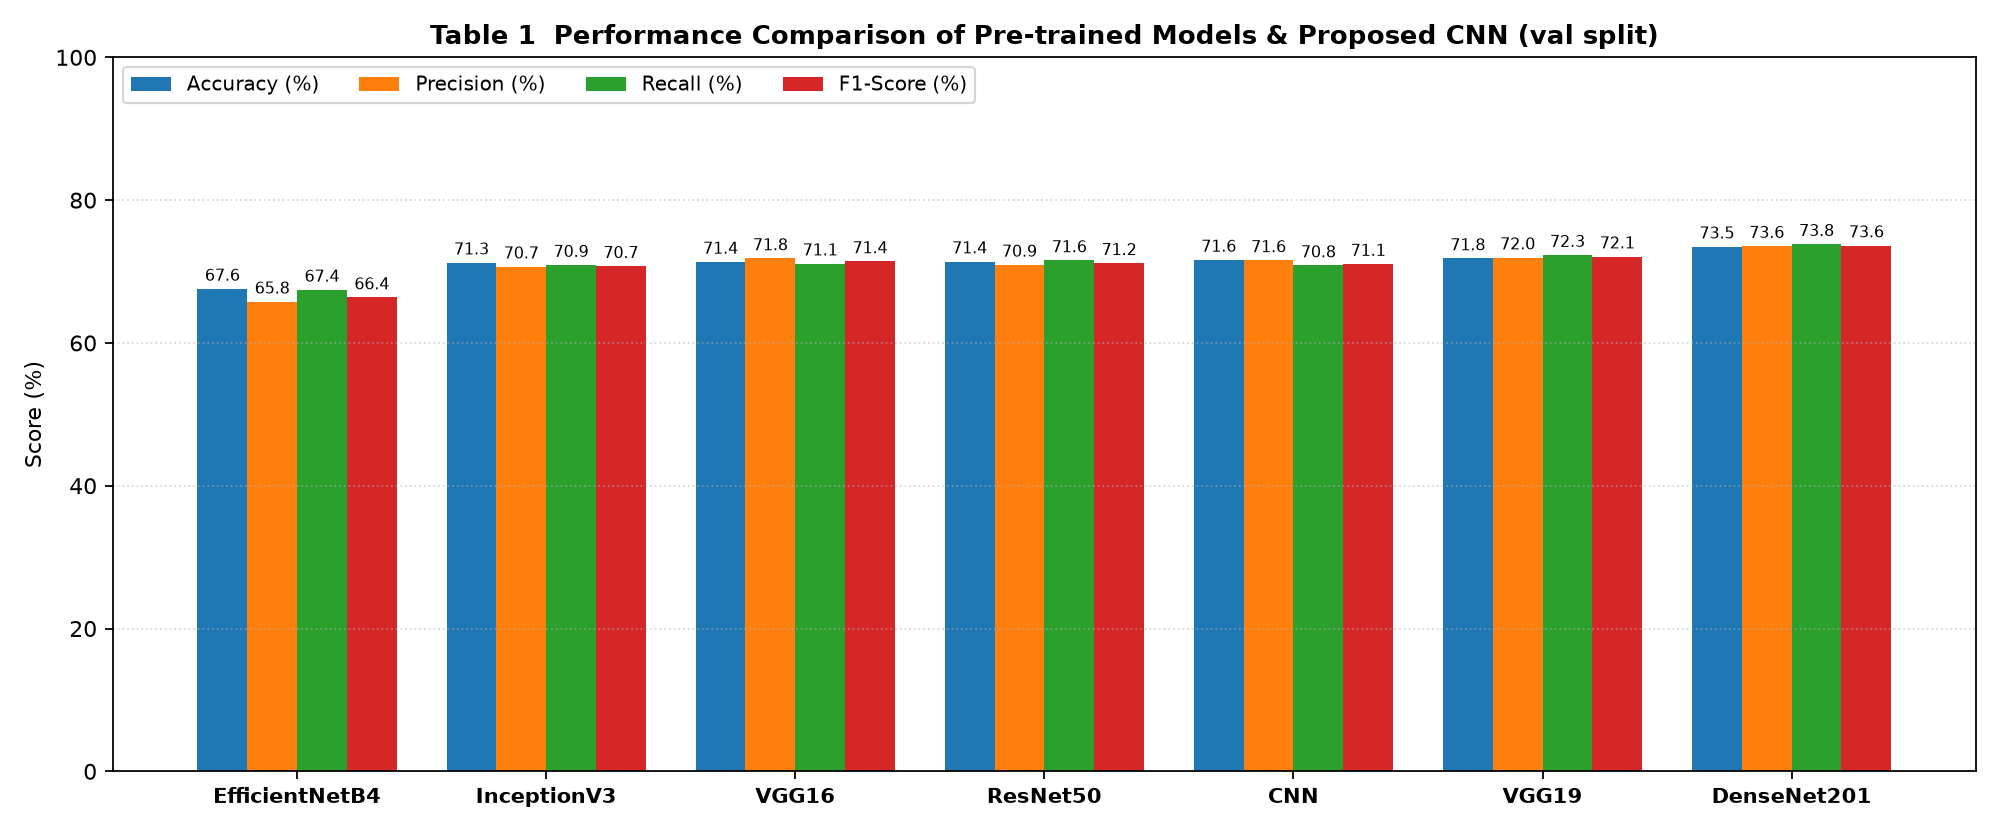 Table 1  Performance Comparison of Pre-trained Models & Proposed CNN (val split)
Accuracy (%) Precision (%) Recall (%) F1-Score (%)
Score (%)
100
80
60
40
20
0
67.6 65.8 67.4 66.4
71.3 70.7 70.9 70.7
71.4 71.8 71.1 71.4
71.4 70.9 71.6 71.2
71.6 71.6 70.8 71.1
71.8 72.0 72.3 72.1
73.5 73.6 73.8 73.6
EfficientNetB4 InceptionV3 VGG16 ResNet50 CNN VGG19 DenseNet201